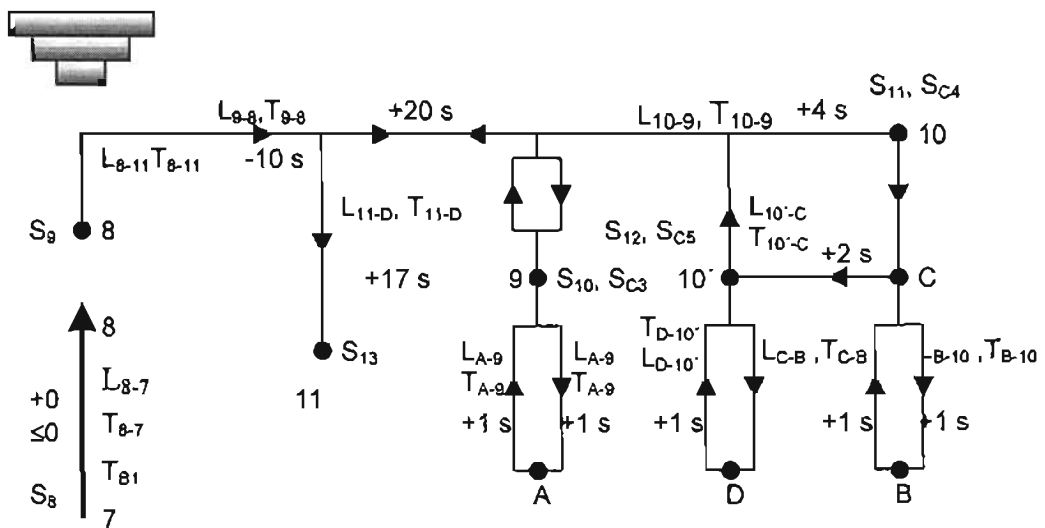 S11, SC4
L9-8,T9-8
+20 s
L10-9, T10-9
+4 s
10
L8-11T8-11
-10 s
L11-D, T11-D
S9
8
S12, SC5
L10'-C
T10'-C
+2 s
+17 s
9
S10, SC3
10'
C
8
S13
L8-7
+0
≤0
T8-7
TB1
S8
7
11
LA-9
TA-9
+1 s
LA-9
TA-9
+1 s
TD-10'
LD-10'
+1 s
LC-B , TC-B
-B-10 , TB-10
+1 s
+1 s
A
D
B